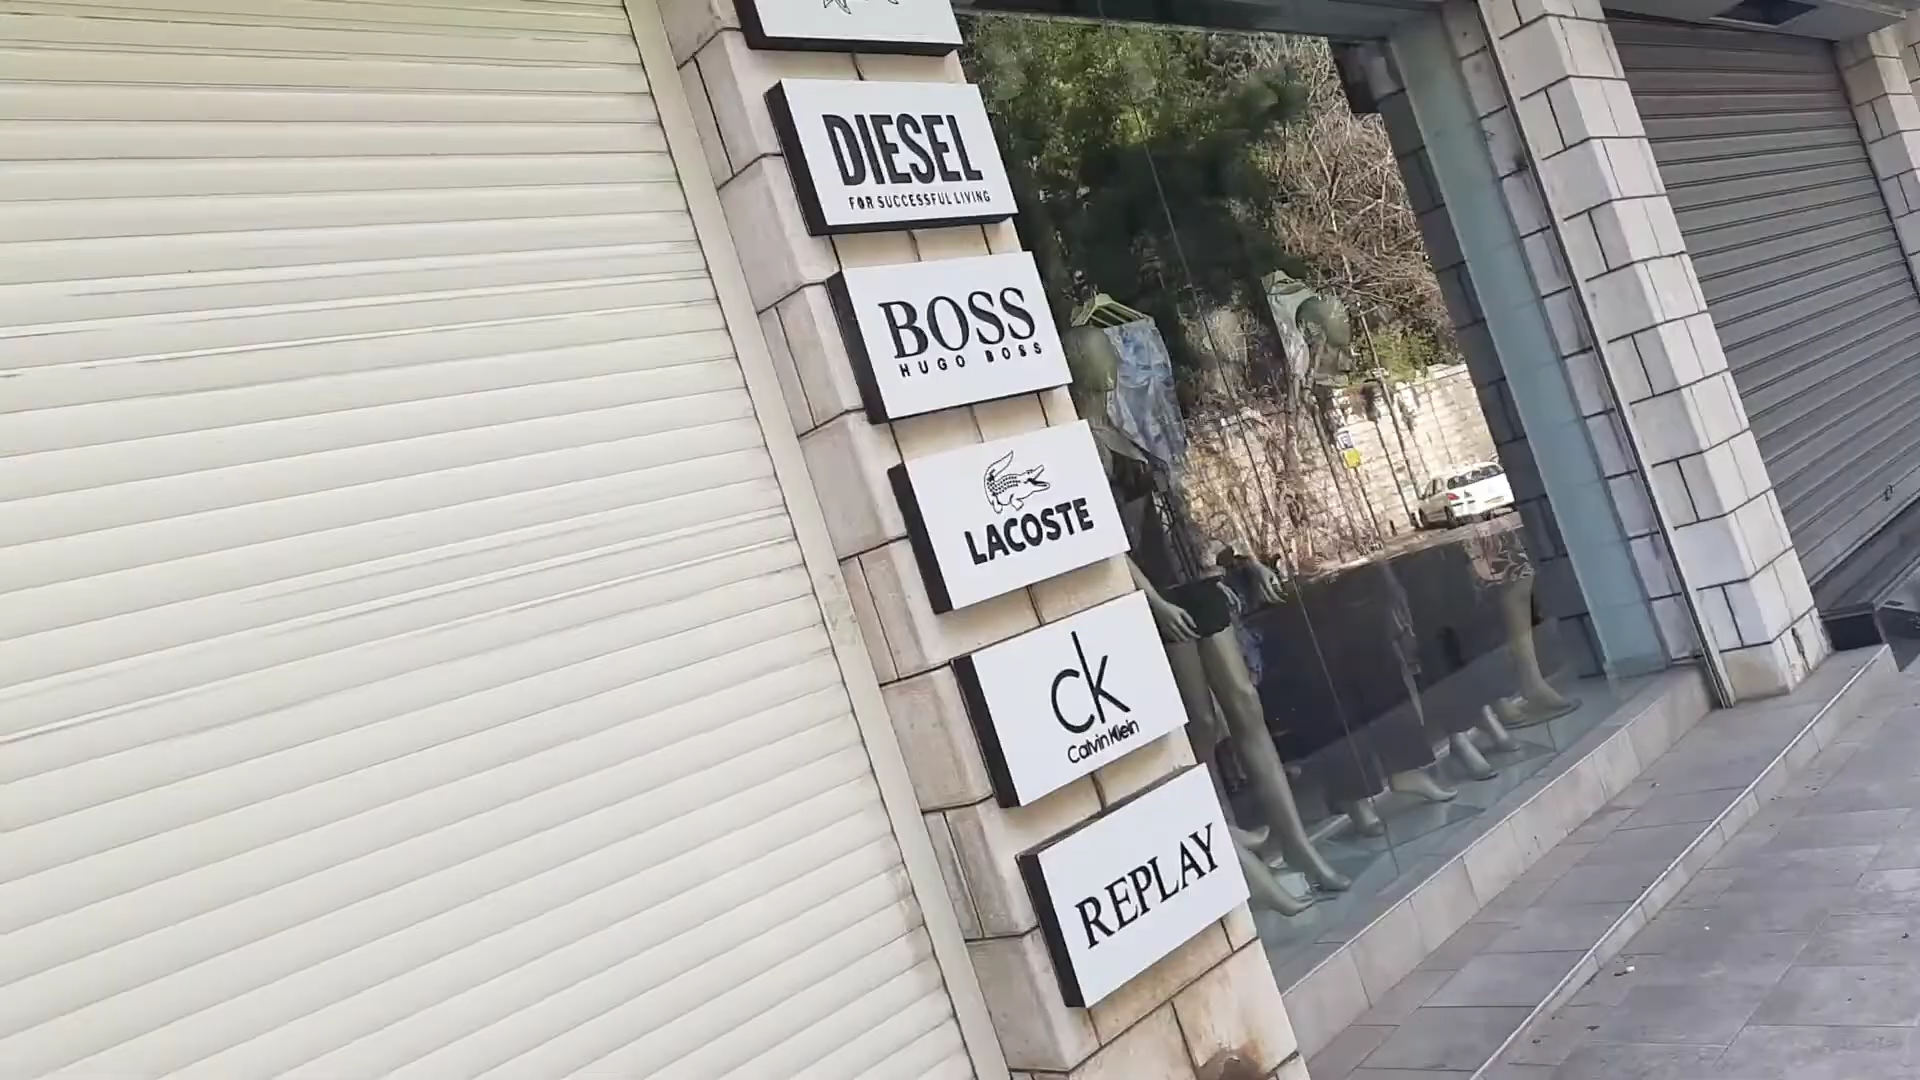 DIESEL
FOR SUCCESSFUL LIVING
BOSS
HUGO BOSS
LACOSTE
ck
Calvin Klein
REPLAY